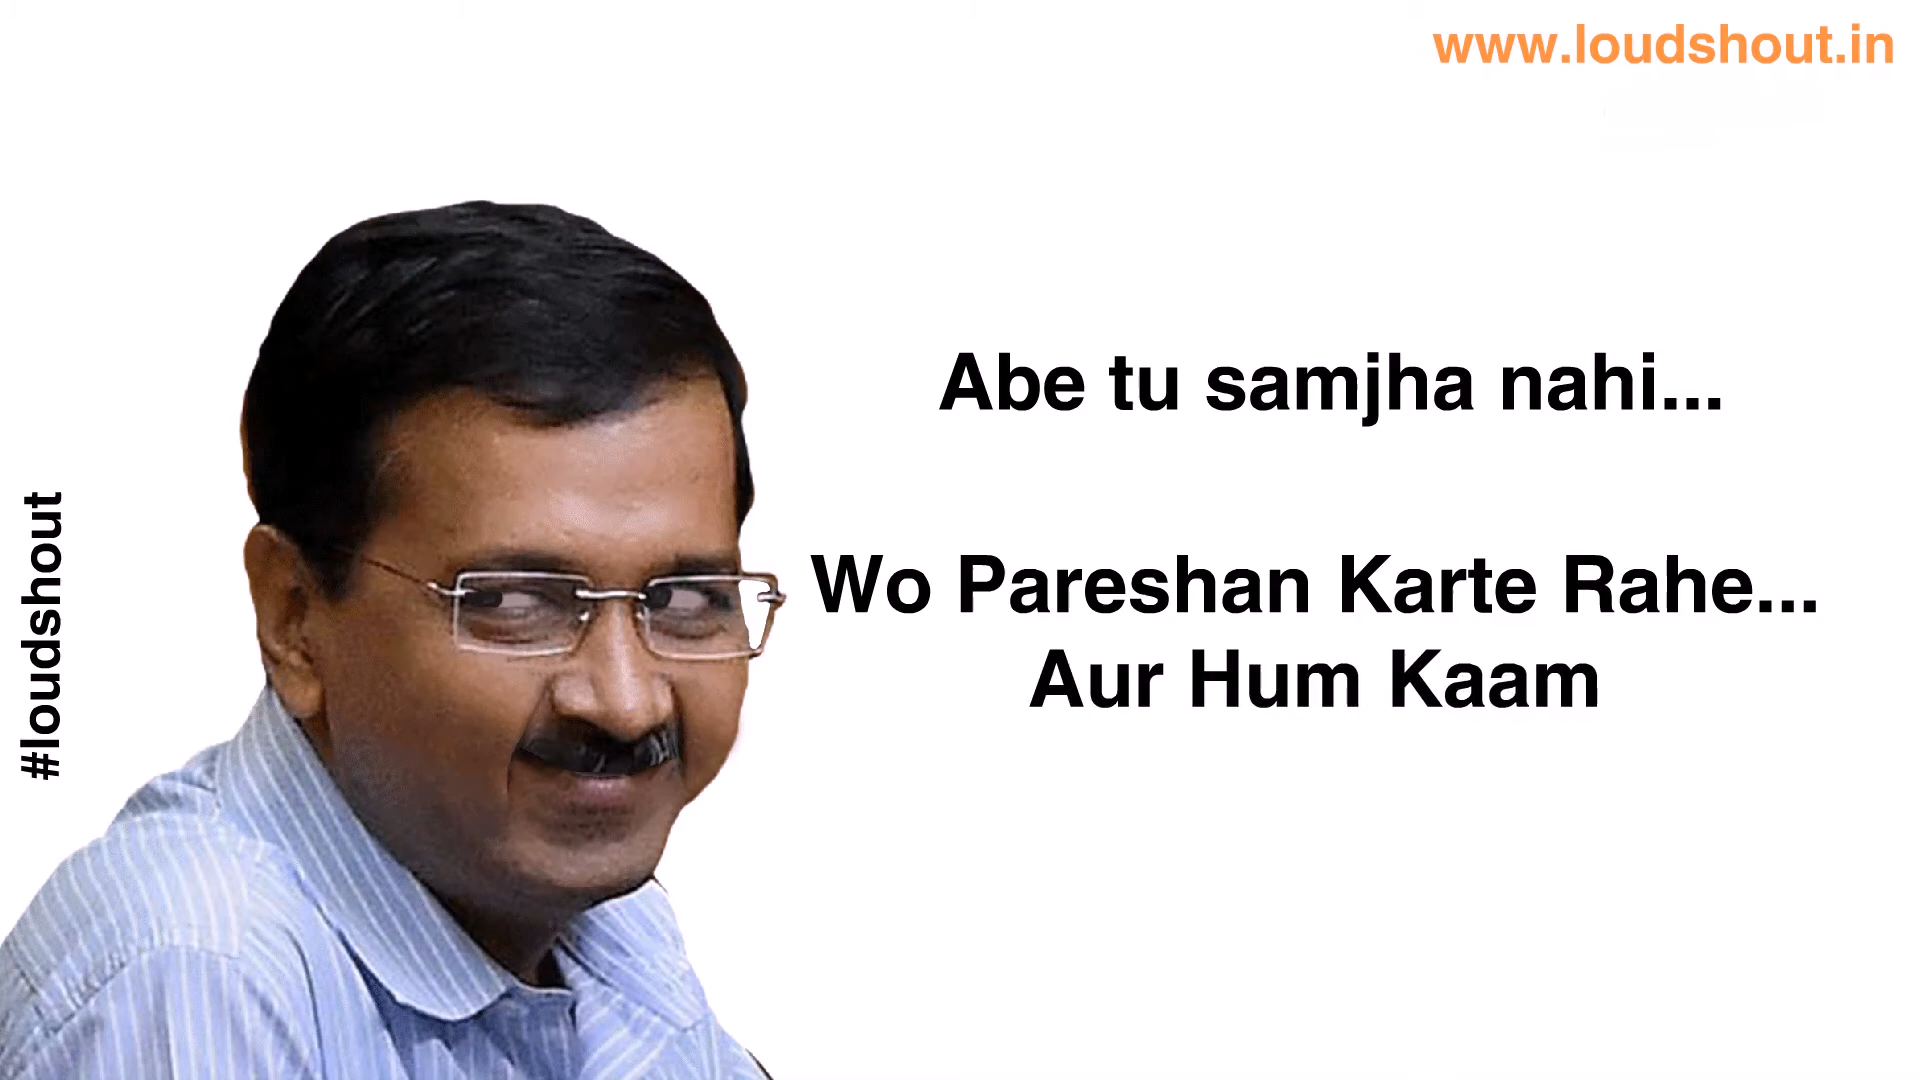 www.loudshout.in
Abe tu samjha nahi...
Wo Pareshan Karte Rahe...
Aur Hum Kaam
#loudshout